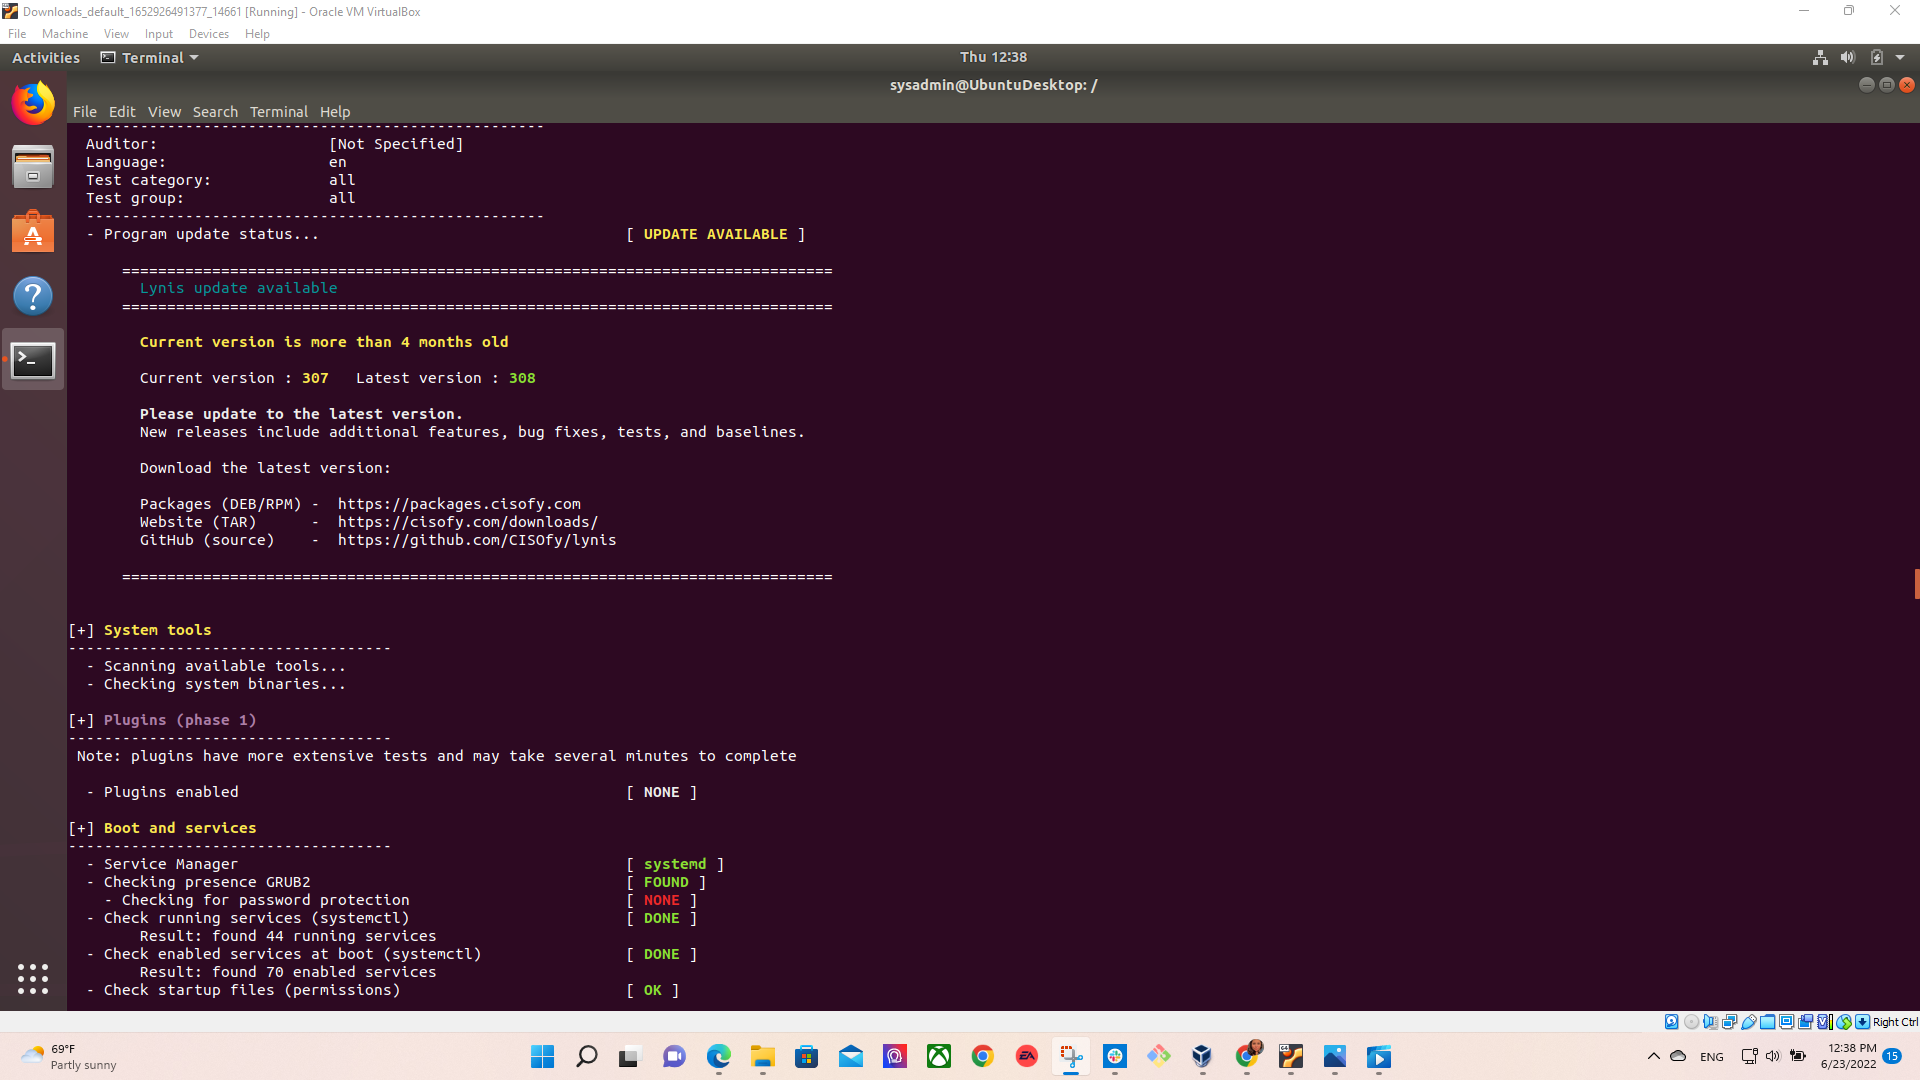 Downloads_default_1652926491377_14661 [Running] - Oracle VM VirtualBox
File Machine View Input Devices Help
Activities Terminal Thu 12:38
sysadmin@UbuntuDesktop: /
File Edit View Search Terminal Help
---------------------------------------------------
Auditor: [Not Specified]
Language: en
Test category: all
Test group: all
---------------------------------------------------
- Program update status... [ UPDATE AVAILABLE ]
===============================================================================
Lynis update available
===============================================================================
Current version is more than 4 months old
Current version : 307 Latest version : 308
Please update to the latest version.
New releases include additional features, bug fixes, tests, and baselines.
Download the latest version:
Packages (DEB/RPM) - https://packages.cisofy.com
Website (TAR) - https://cisofy.com/downloads/
GitHub (source) - https://github.com/CISOfy/lynis
===============================================================================
[+] System tools
------------------------------------
- Scanning available tools...
- Checking system binaries...
[+] Plugins (phase 1)
------------------------------------
Note: plugins have more extensive tests and may take several minutes to complete
- Plugins enabled [ NONE ]
[+] Boot and services
------------------------------------
- Service Manager [ systemd ]
- Checking presence GRUB2 [ FOUND ]
- Checking for password protection [ NONE ]
- Check running services (systemctl) [ DONE ]
Result: found 44 running services
- Check enabled services at boot (systemctl) [ DONE ]
Result: found 70 enabled services
- Check startup files (permissions) [ OK ]
Right Ctrl
69°F
Partly sunny
EA
ENG
12:38 PM
6/23/2022
15